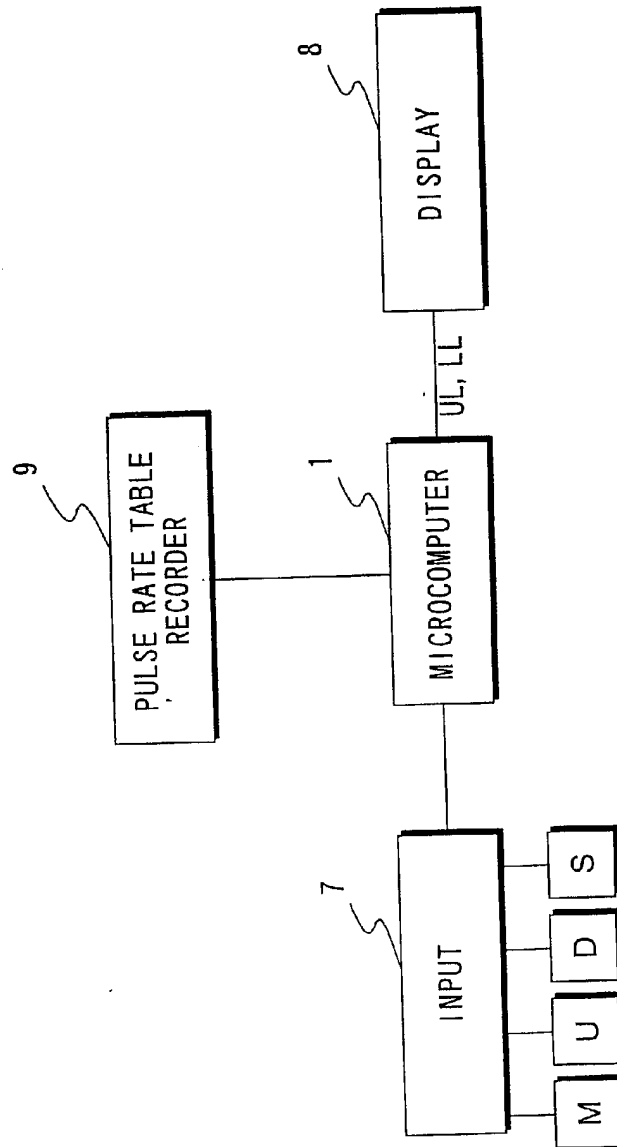 9
PULSE RATE TABLE
RECORDER
7
INPUT
1
MICROCOMPUTER
UL, LL
8
DISPLAY
M
U
D
S